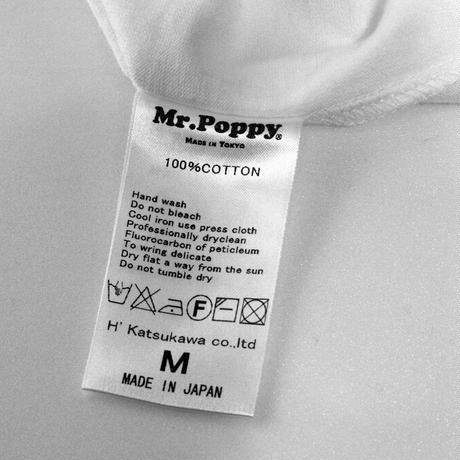 Mr.Poppy®
MADE IN TOKYO
100%COTTON
Hand wash
Do not bleach
Cool iron use press cloth
Professionally dryclean
Fluorocarbon of peticleum
To wring delicate
Dry flat a way from the sun
Do not tumble dry
F
H' Katsukawa co.,ltd
M
MADE IN JAPAN